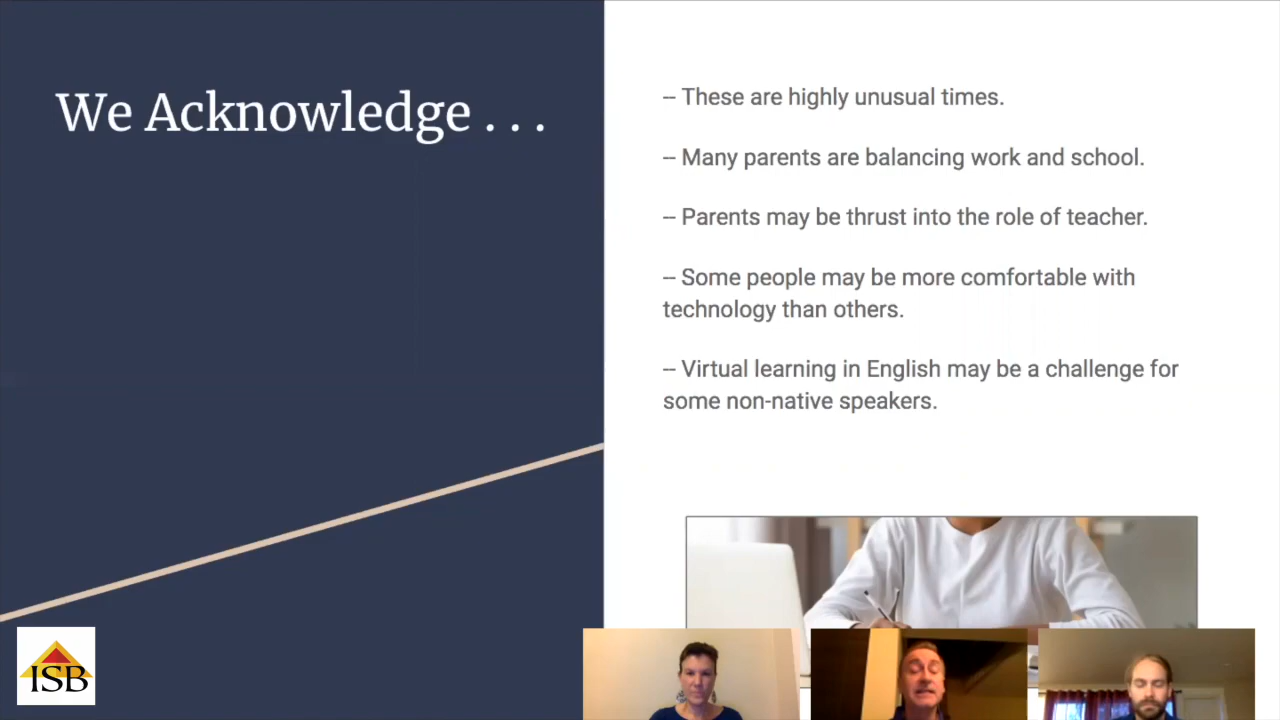 We Acknowledge . . .
-- These are highly unusual times.
-- Many parents are balancing work and school.
-- Parents may be thrust into the role of teacher.
-- Some people may be more comfortable with
technology than others.
-- Virtual learning in English may be a challenge for
some non-native speakers.
ISB